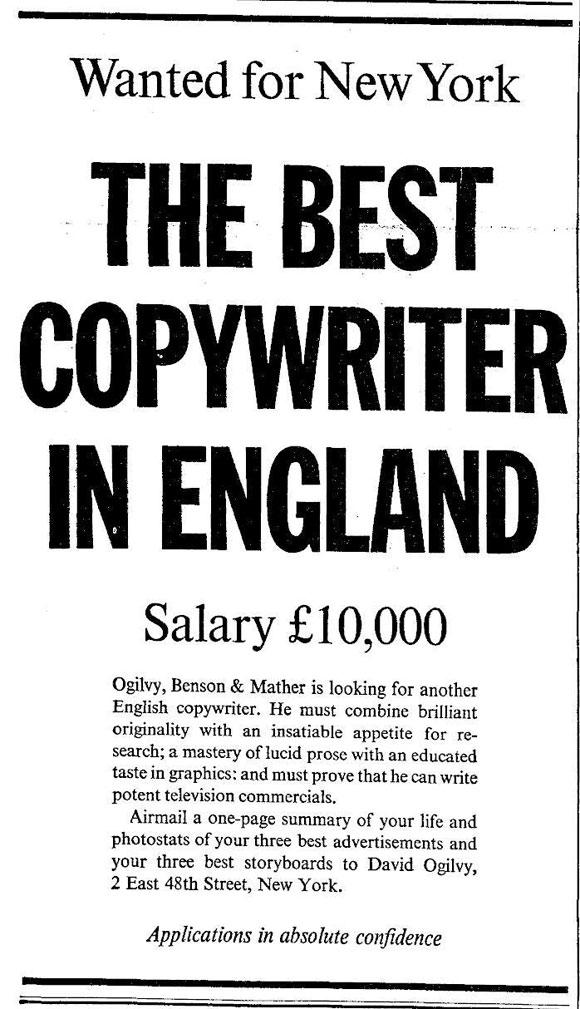 Wanted for New York
THE BEST
COPYWRITER
IN ENGLAND
Salary £10,000
Ogilvy, Benson & Mather is looking for another
English copywriter. He must combine brilliant
originality with an insatiable appetite for re-
search; a mastery of lucid prose with an educated
taste in graphics: and must prove that he can write
potent television commercials.
Airmail a one-page summary of your life and
photostats of your three best advertisements and
your three best storyboards to David Ogilvy,
2 East 48th Street, New York.
Applications in absolute confidence